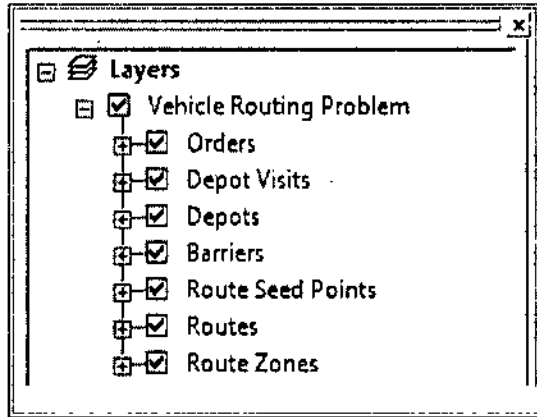 Layers
Vehicle Routing Problem
Orders
Depot Visits
Depots
Barriers
Route Seed Points
Routes
Route Zones